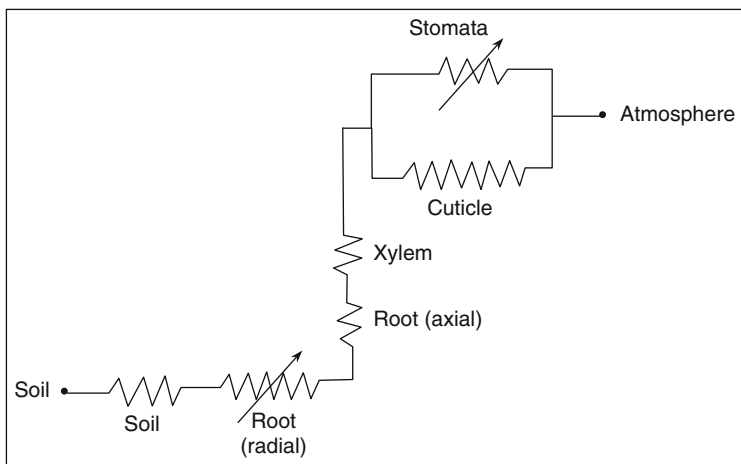 Stomata
Atmosphere
Cuticle
Xylem
Root (axial)
Soil
Soil
Root
(radial)